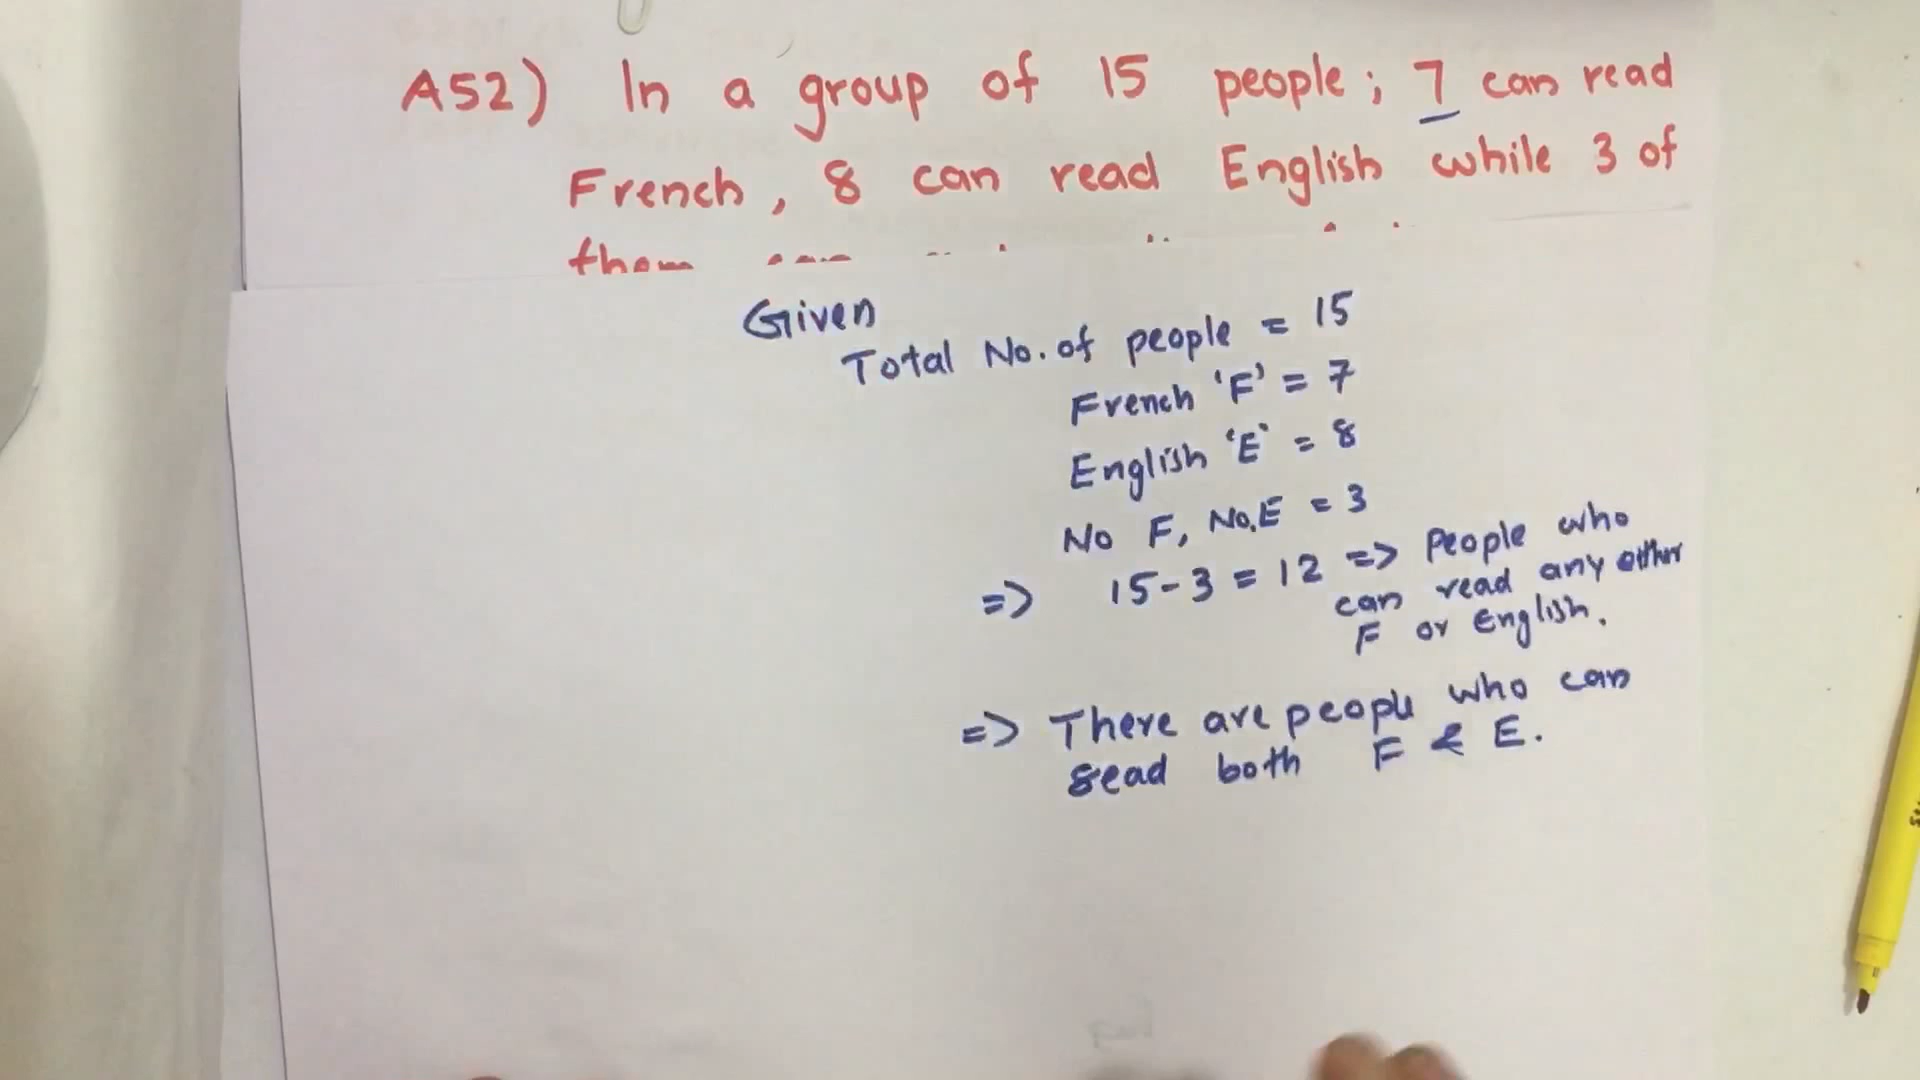 A52) In a group of 15 people; 7 can read
French, 8 can read English while 3 of
them
Given
Total No. of people = 15
French 'F' = 7
English 'E' = 8
No F, No.E = 3
=> 15-3 = 12 => People who
can read any either
F or English.
=> There are people who can
read both F & E.